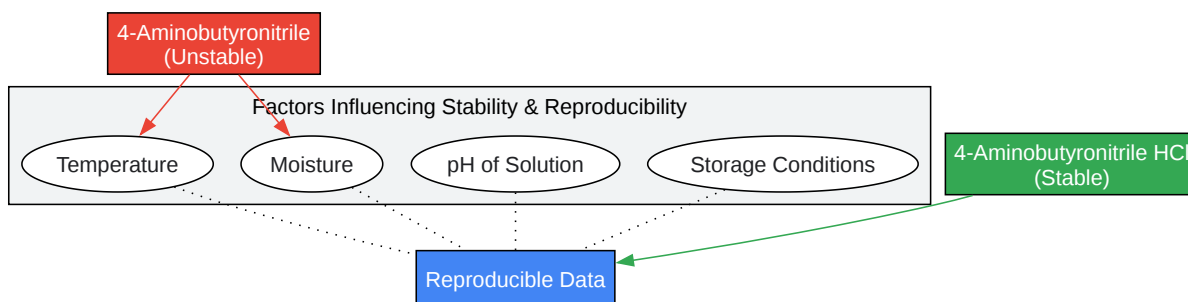 4-Aminobutyronitrile
(Unstable)
Factors Influencing Stability & Reproducibility
Temperature
Moisture
pH of Solution
Storage Conditions
4-Aminobutyronitrile HCl
(Stable)
Reproducible Data